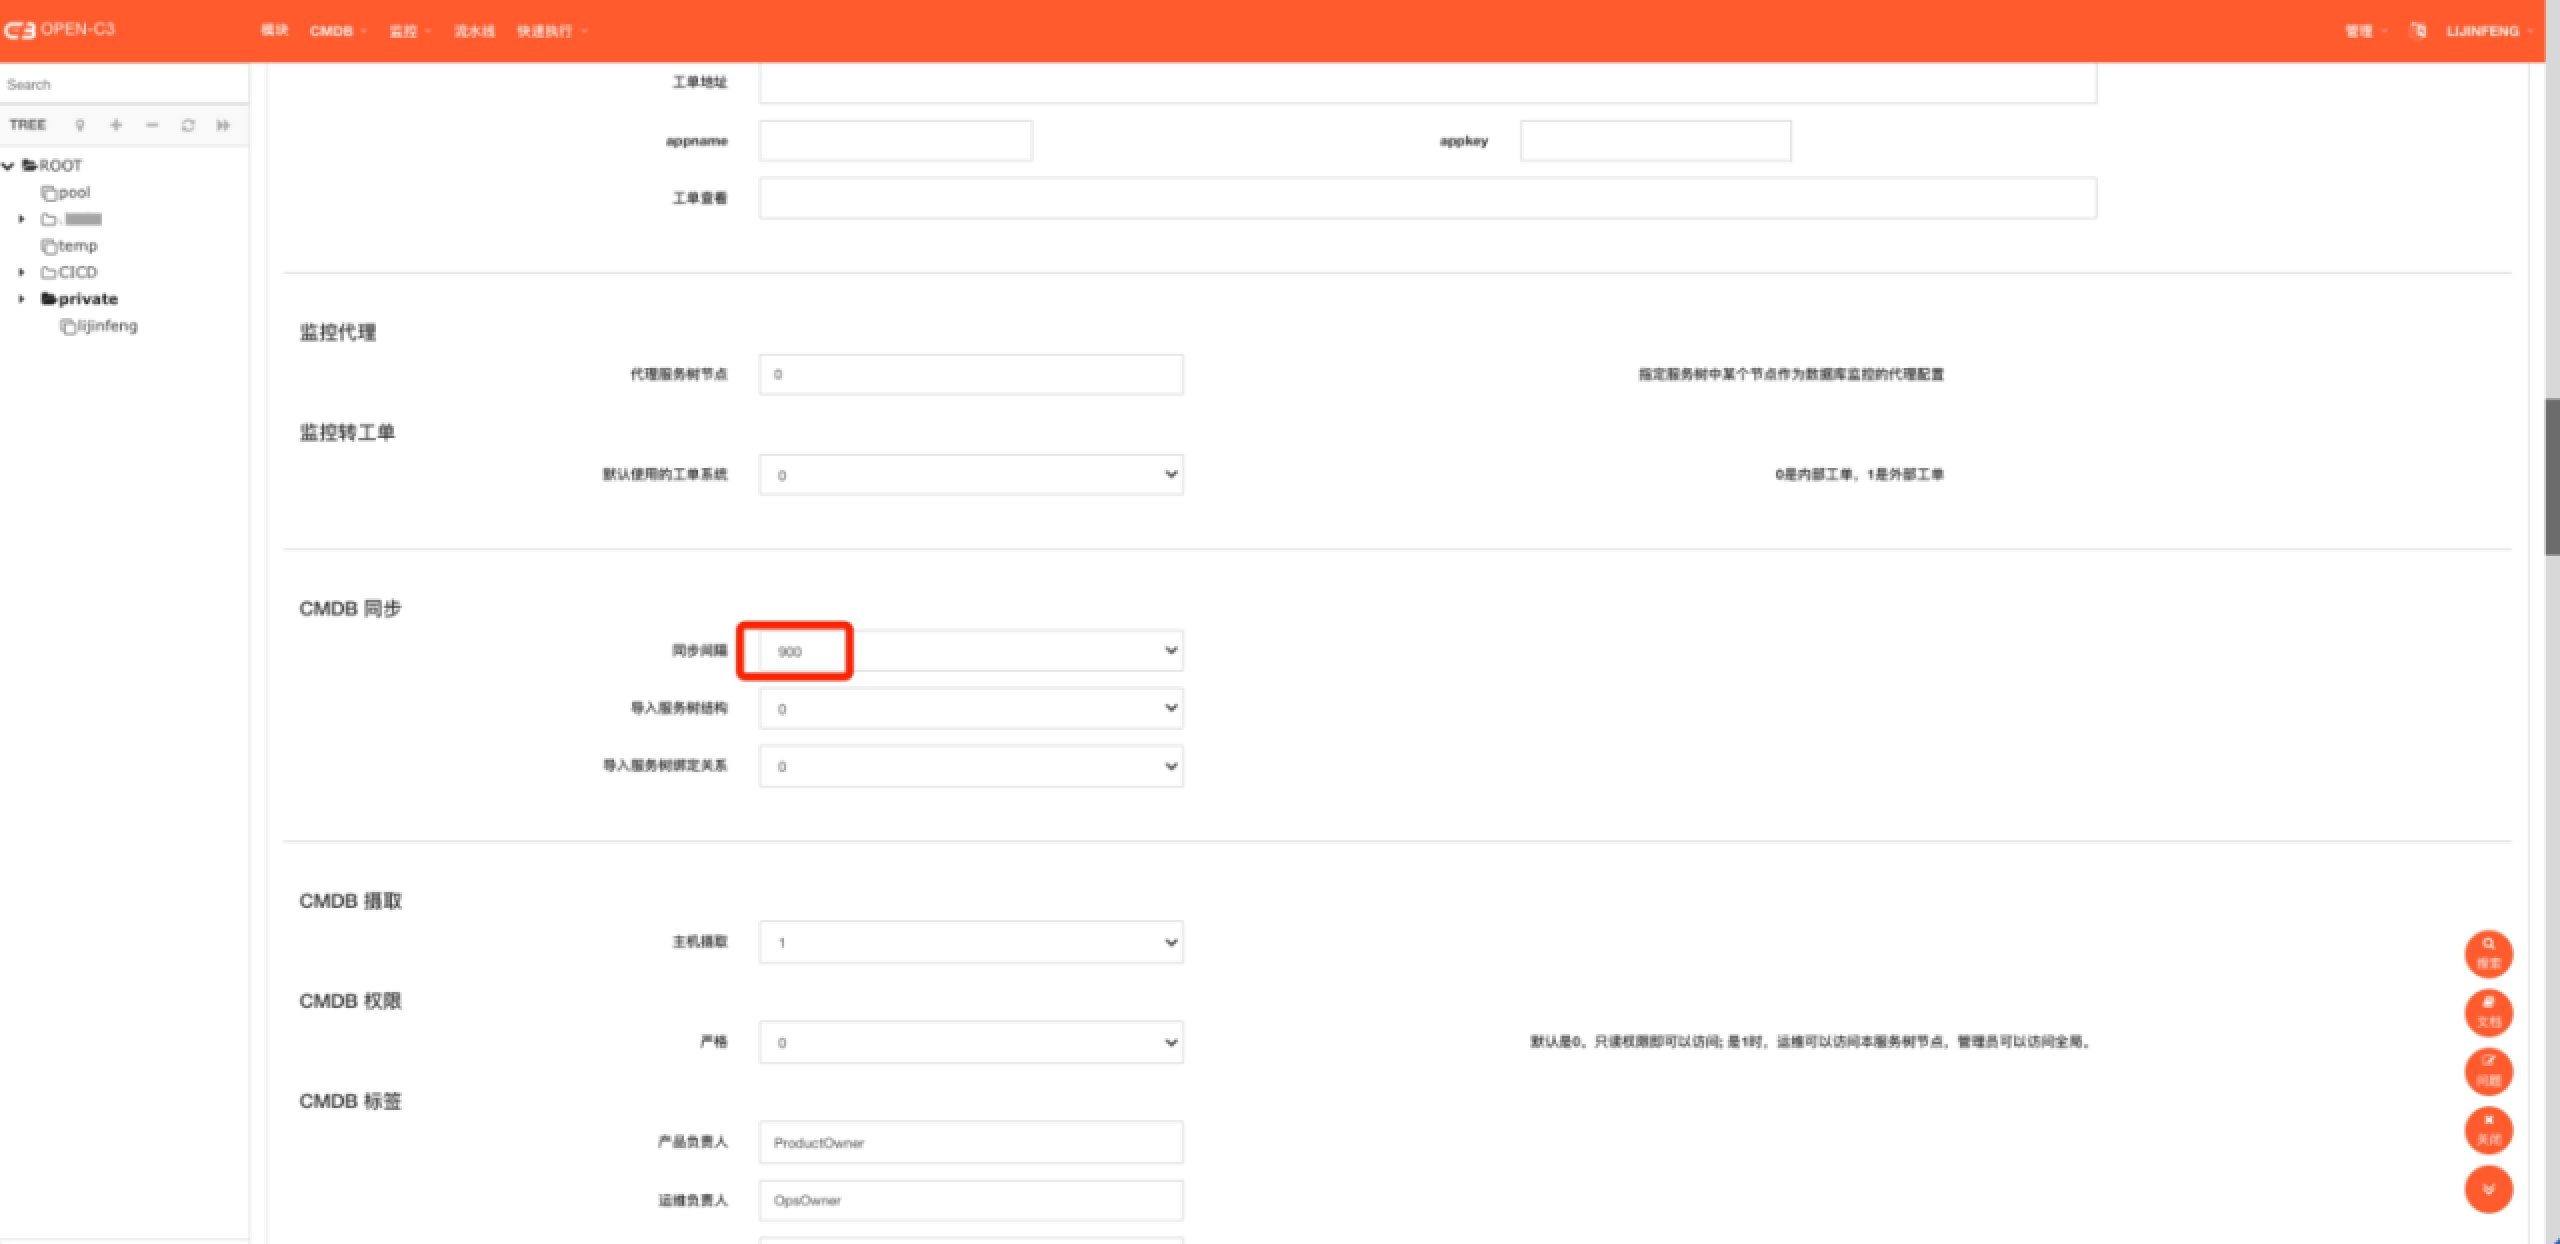 C3 OPEN-C3 模块 CMDB 监控 流水线 快速执行 管理 LIJINFENG
Search
TREE
ROOT
pool
temp
CICD
private
lijinfeng
工单地址
appname appkey
工单查看
监控代理
代理服务树节点 0 指定服务树中某个节点作为数据库监控的代理配置
监控转工单
默认使用的工单系统 0 0是内部工单，1是外部工单
CMDB 同步
同步间隔 900
导入服务树结构 0
导入服务树绑定关系 0
CMDB 摄取
主机摄取 1
CMDB 权限
严格 0 默认是0，只读权限即可以访问; 是1时，运维可以访问本服务树节点，管理员可以访问全局。
CMDB 标签
产品负责人 ProductOwner
运维负责人 OpsOwner
搜索
文档
问题
关闭